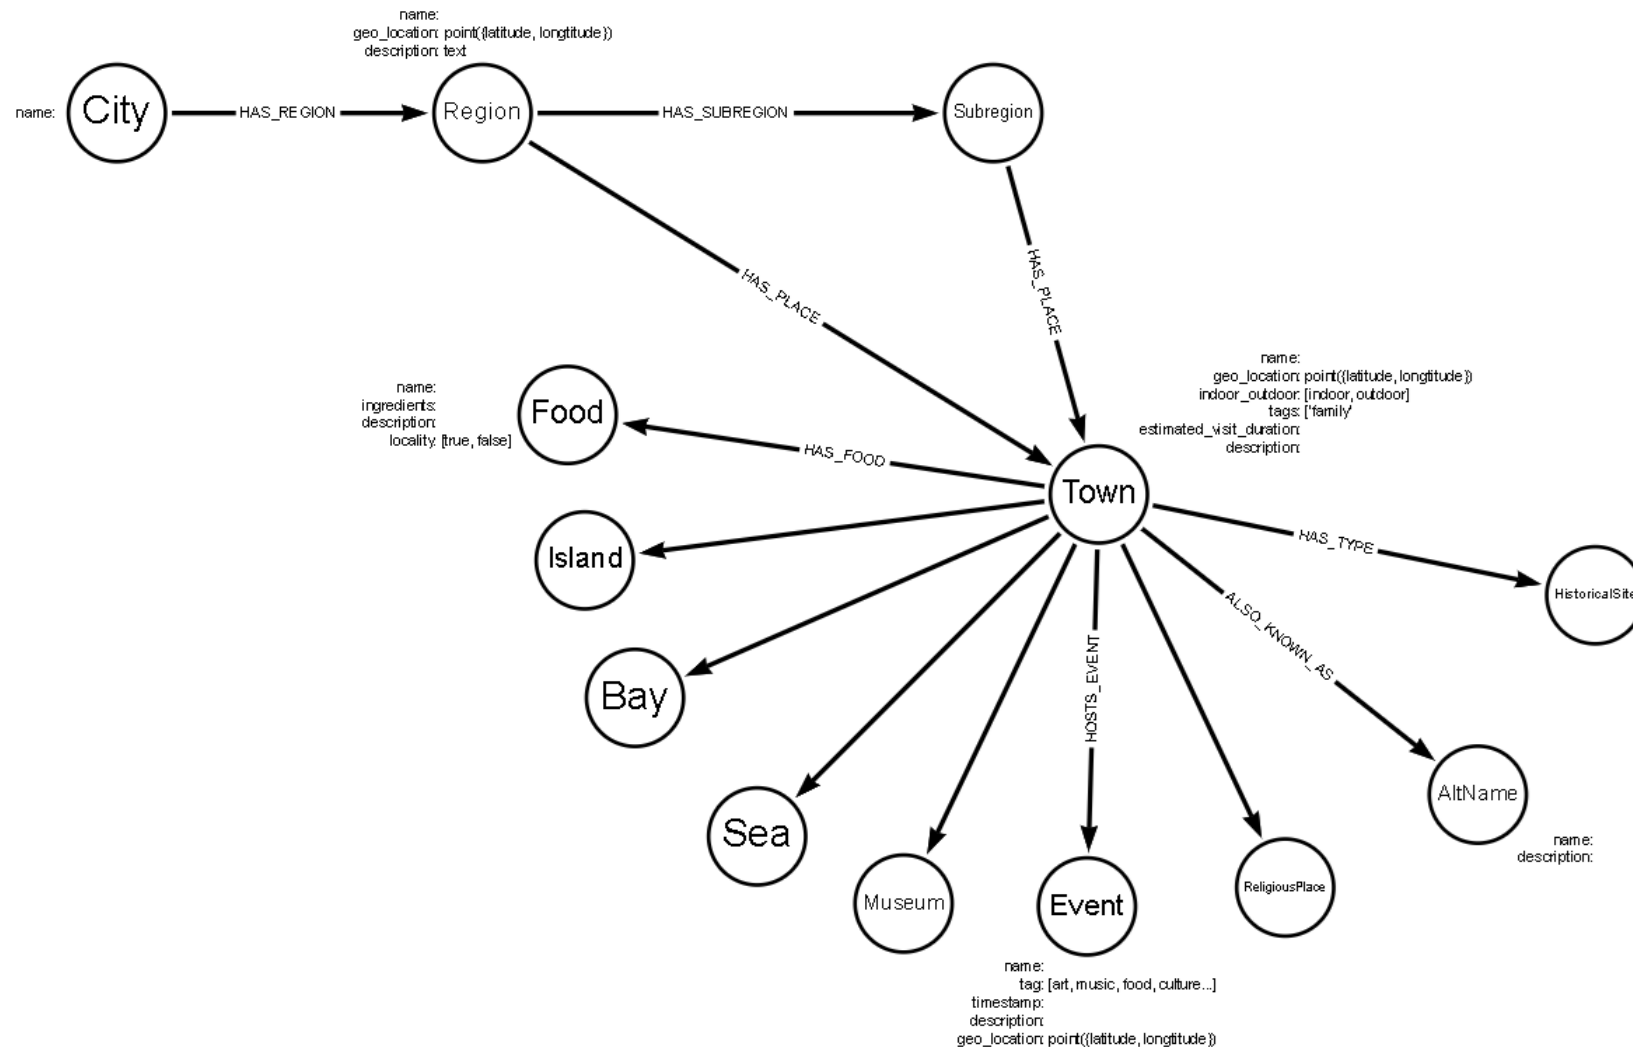 name:
geo_location: point({latitude, longtitude})
description: text
name:
City
HAS_REGION
Region
HAS_SUBREGION
Subregion
HAS_PLACE
HAS_PLACE
name:
geo_location: point({latitude, longtitude})
indoor_outdoor: [indoor, outdoor]
tags: ['family'
estimated_visit_duration:
description:
name:
ingredients:
description:
locality: [true, false]
Food
HAS_FOOD
Town
Island
HAS_TYPE
HistoricalSite
ALSO_KNOWN_AS
HOSTS_EVENT
Bay
Sea
AltName
name:
description:
Museum
Event
ReligiousPlace
name:
tag: [art, music, food, culture...]
timestamp:
description:
geo_location: point({latitude, longtitude})